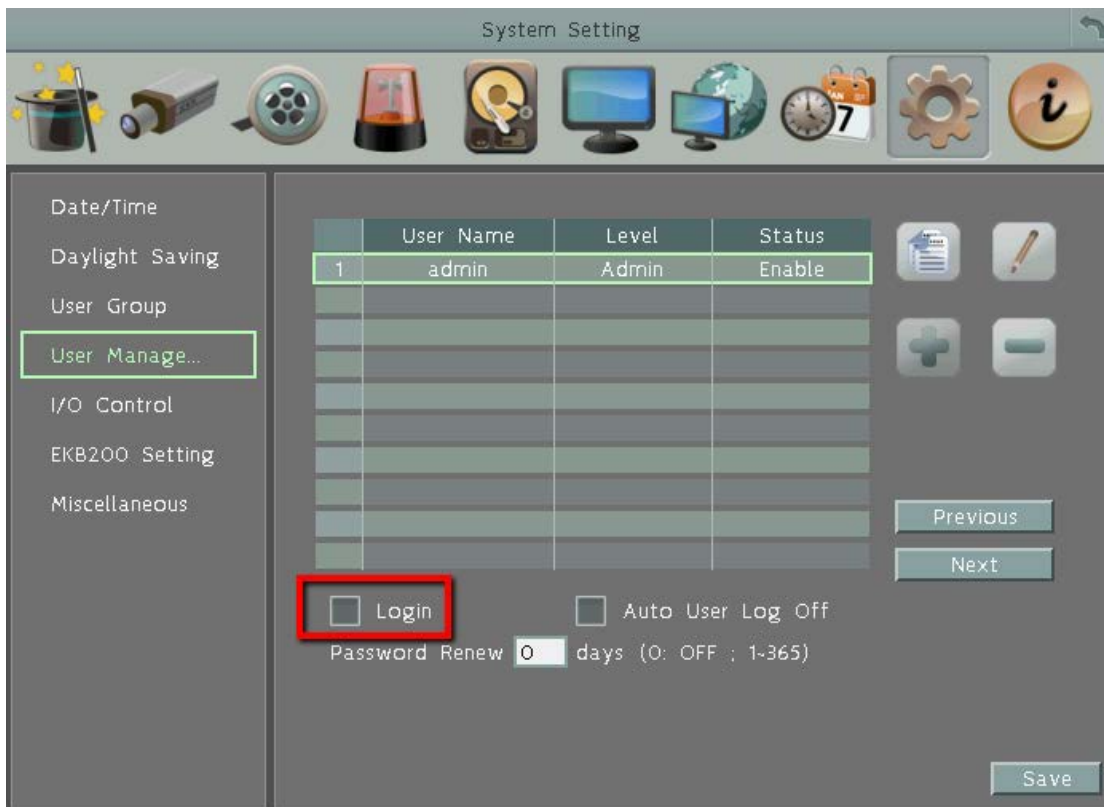 System Setting
7
i
Date/Time
Daylight Saving
User Group
User Manage...
I/O Control
EKB200 Setting
Miscellaneous
User Name Level Status
1 admin Admin Enable
Previous
Next
Login Auto User Log Off
Password Renew 0 days (0: OFF ; 1~365)
Save